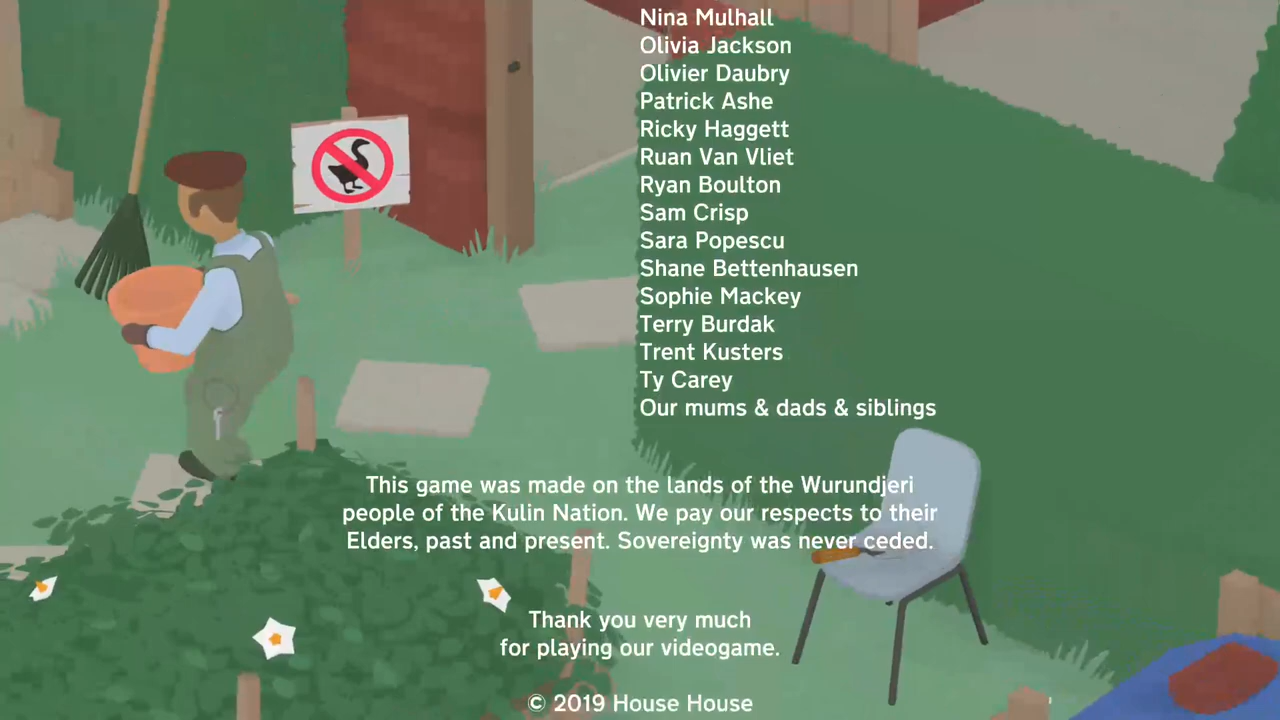 Nina Mulhall
Olivia Jackson
Olivier Daubry
Patrick Ashe
Ricky Haggett
Ruan Van Vliet
Ryan Boulton
Sam Crisp
Sara Popescu
Shane Bettenhausen
Sophie Mackey
Terry Burdak
Trent Kusters
Ty Carey
Our mums & dads & siblings
This game was made on the lands of the Wurundjeri
people of the Kulin Nation. We pay our respects to their
Elders, past and present. Sovereignty was never ceded.
Thank you very much
for playing our videogame.
© 2019 House House